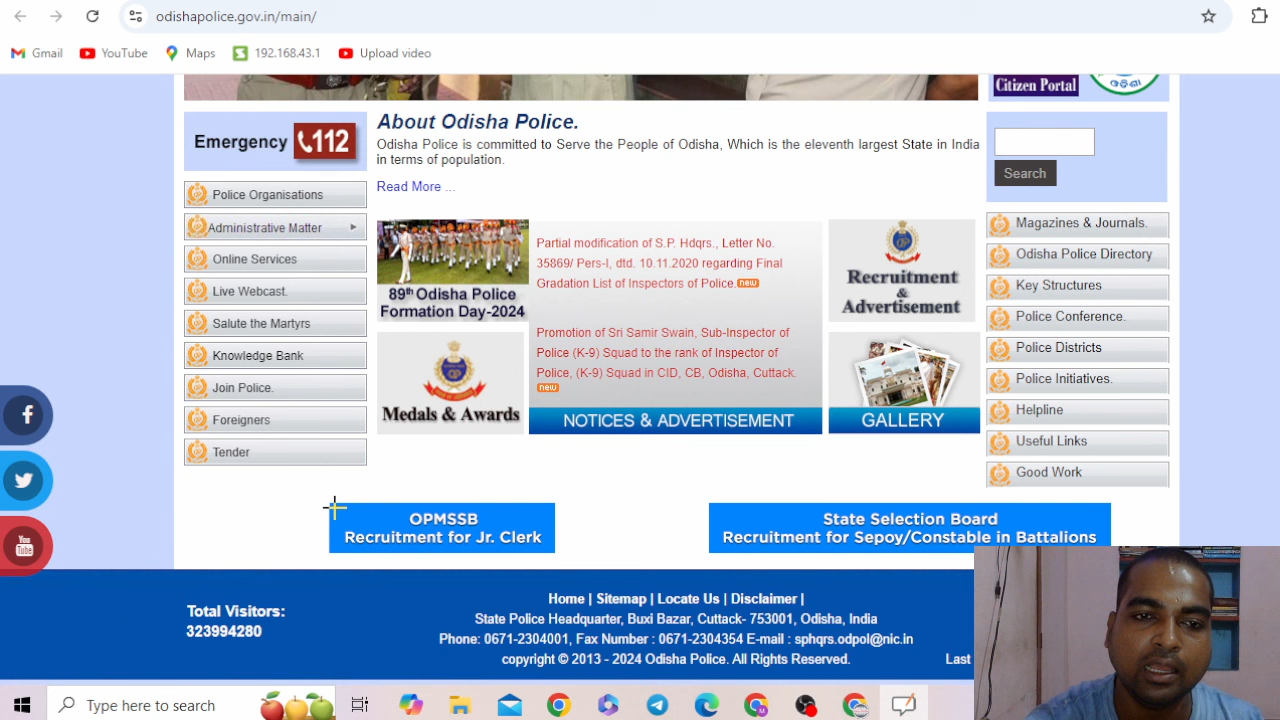 odishapolice.gov.in/main/
Gmail
YouTube
Maps
192.168.43.1
Upload video
Citizen Portal
Emergency 112
About Odisha Police.
Odisha Police is committed to Serve the People of Odisha, Which is the eleventh largest State in India
in terms of population.
Read More ...
Search
Police Organisations
Administrative Matter
Online Services
Live Webcast.
Salute the Martyrs
Knowledge Bank
Join Police.
Foreigners
Tender
89th Odisha Police
Formation Day-2024
Medals & Awards
Partial modification of S.P. Hdqrs., Letter No.
35869/ Pers-I, dtd. 10.11.2020 regarding Final
Gradation List of Inspectors of Police. new
Promotion of Sri Samir Swain, Sub-Inspector of
Police (K-9) Squad to the rank of Inspector of
Police, (K-9) Squad in CID, CB, Odisha, Cuttack.
new
NOTICES & ADVERTISEMENT
Recruitment
&
Advertisement
GALLERY
Magazines & Journals.
Odisha Police Directory
Key Structures
Police Conference.
Police Districts
Police Initiatives.
Helpline
Useful Links
Good Work
You
Tube
OPMSSB
Recruitment for Jr. Clerk
State Selection Board
Recruitment for Sepoy/Constable in Battalions
Total Visitors:
323994280
Home | Sitemap | Locate Us | Disclaimer |
State Police Headquarter, Buxi Bazar, Cuttack- 753001, Odisha, India
Phone: 0671-2304001, Fax Number : 0671-2304354 E-mail : sphqrs.odpol@nic.in
copyright © 2013 - 2024 Odisha Police. All Rights Reserved.
Last
Type here to search